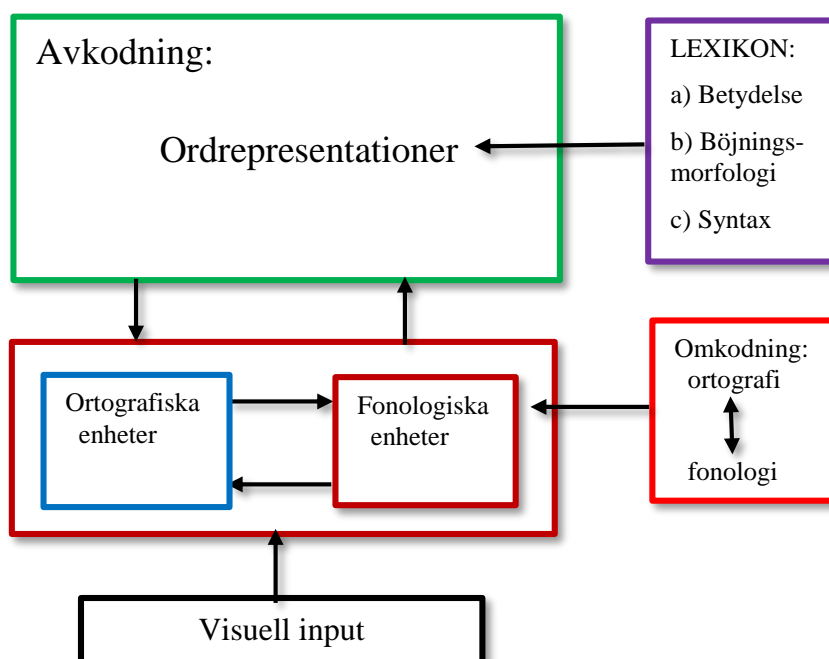 Avkodning:
Ordrepresentationer
LEXIKON:
a) Betydelse
b) Böjnings-
morfologi
c) Syntax
Ortografiska
enheter
Fonologiska
enheter
Omkodning:
ortografi
fonologi
Visuell input